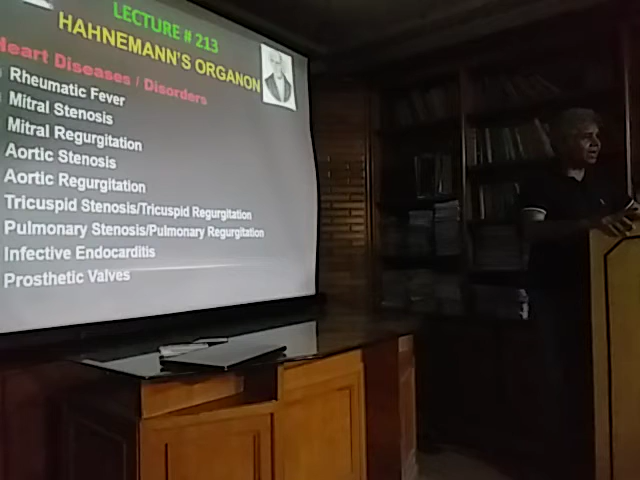 LECTURE # 213
HAHNEMANN'S ORGANON
Heart Diseases / Disorders
Rheumatic Fever
Mitral Stenosis
Mitral Regurgitation
Aortic Stenosis
Aortic Regurgitation
Tricuspid Stenosis/Tricuspid Regurgitation
Pulmonary Stenosis/Pulmonary Regurgitation
Infective Endocarditis
Prosthetic Valves